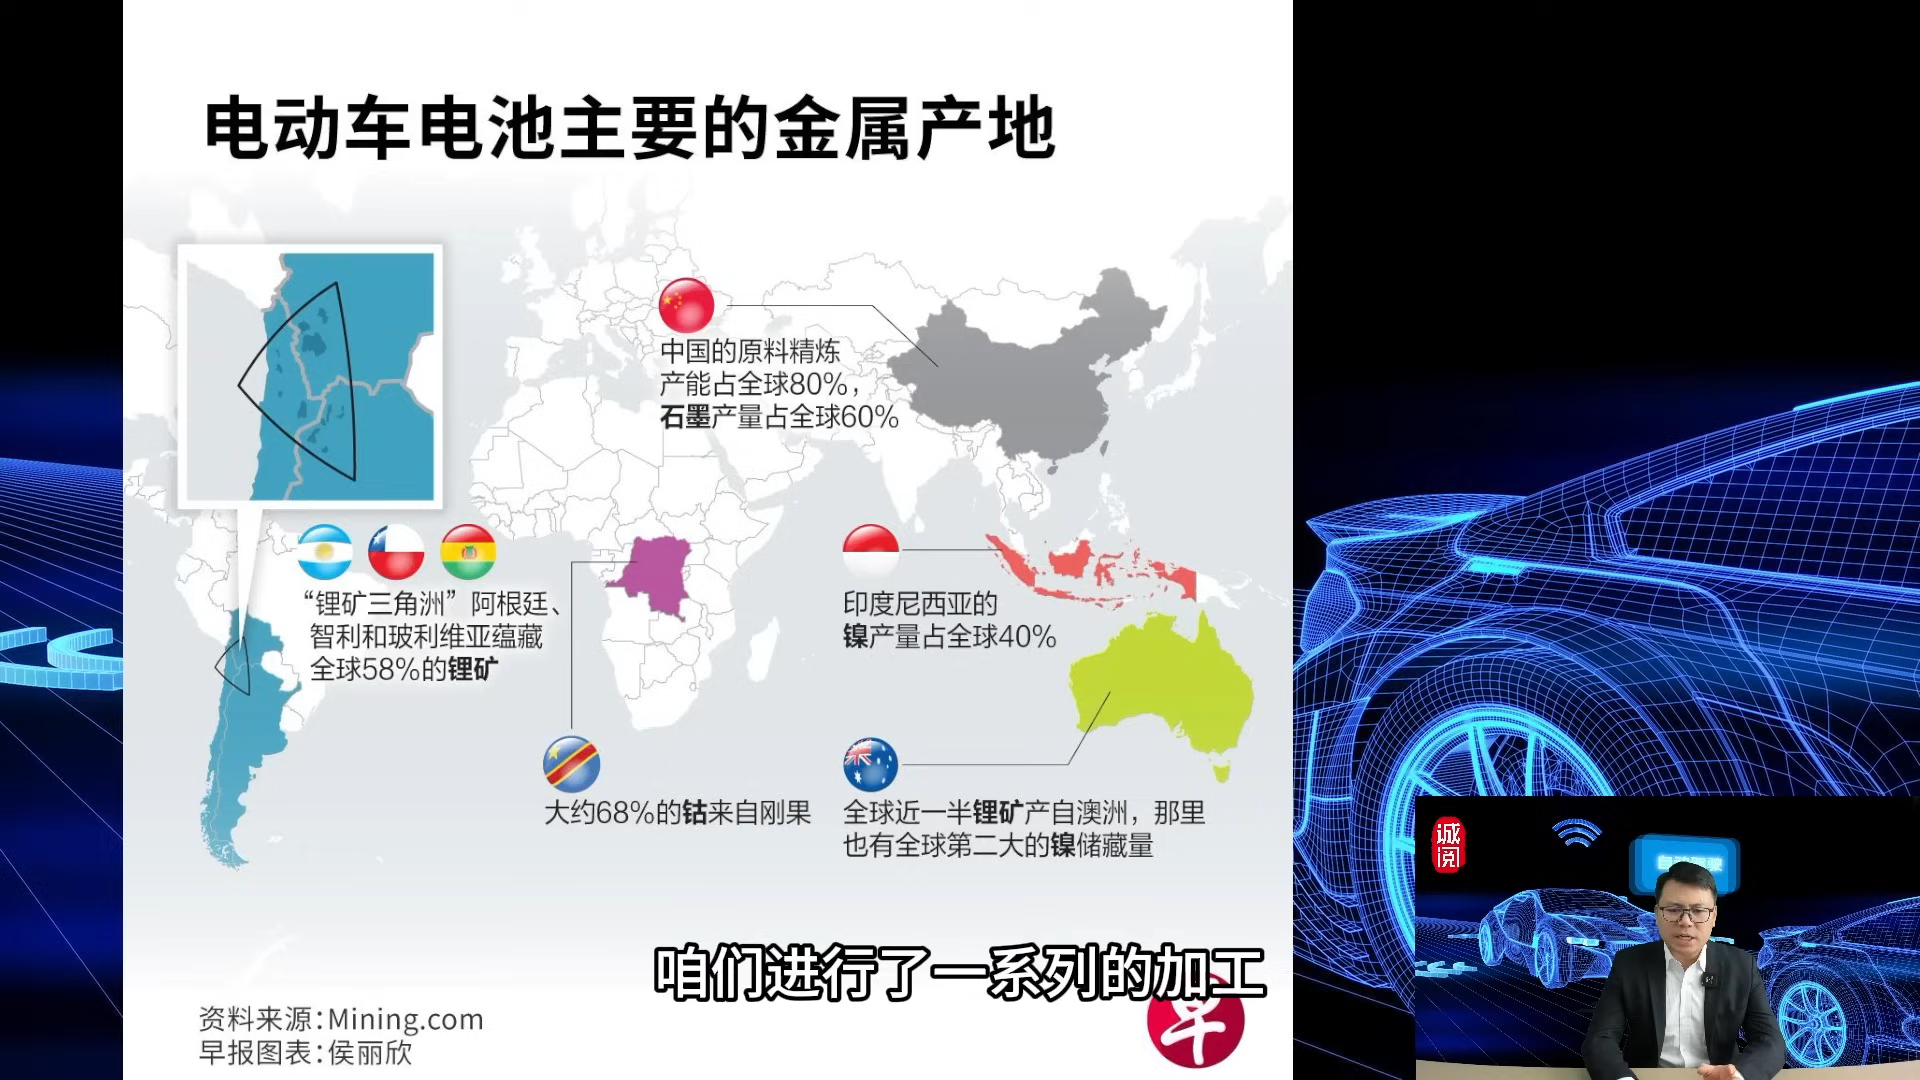 电动车电池主要的金属产地
中国的原料精炼
产能占全球80%，
石墨产量占全球60%
“锂矿三角洲”阿根廷、
智利和玻利维亚蕴藏
全球58%的锂矿
印度尼西亚的
镍产量占全球40%
大约68%的钴来自刚果
全球近一半锂矿产自澳洲，那里
也有全球第二大的镍储藏量
咱们进行了一系列的加工
资料来源：Mining.com
早报图表：侯丽欣
早
诚
阅